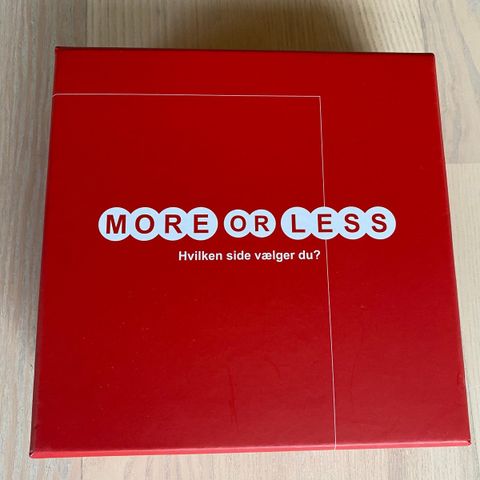 MORE OR LESS
Hvilken side vælger du?